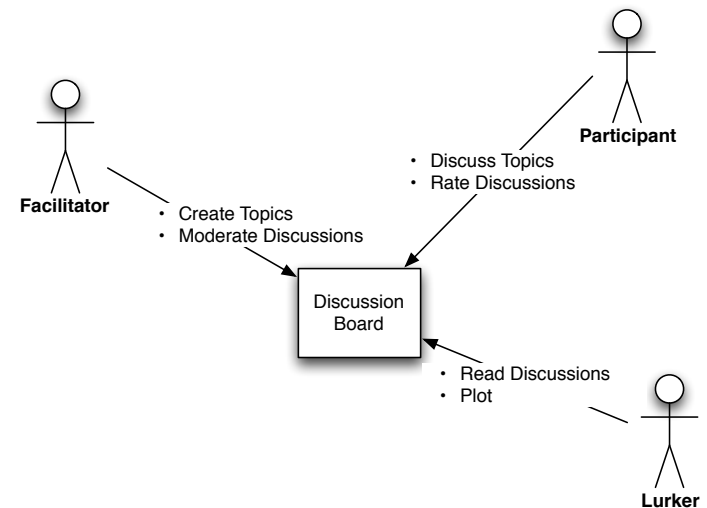 Participant
• Discuss Topics
• Rate Discussions
Facilitator
• Create Topics
• Moderate Discussions
Discussion
Board
• Read Discussions
• Plot
Lurker